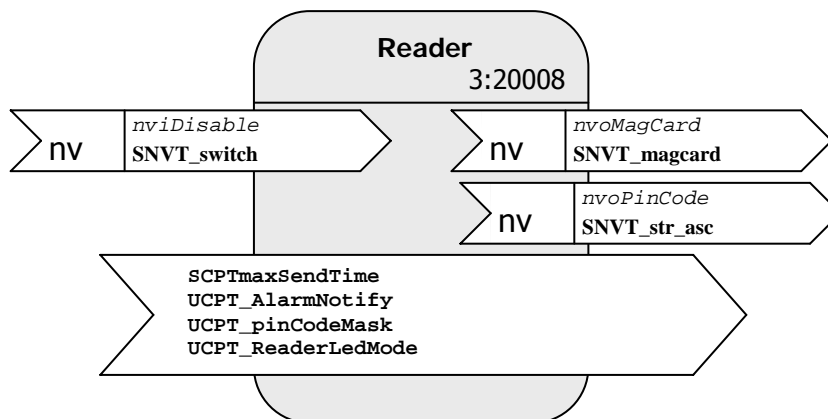 Reader
3:20008
nv
nviDisable
SNVT_switch
nv
nvoMagCard
SNVT_magcard
nv
nvoPinCode
SNVT_str_asc
SCPTmaxSendTime
UCPT_AlarmNotify
UCPT_pinCodeMask
UCPT_ReaderLedMode